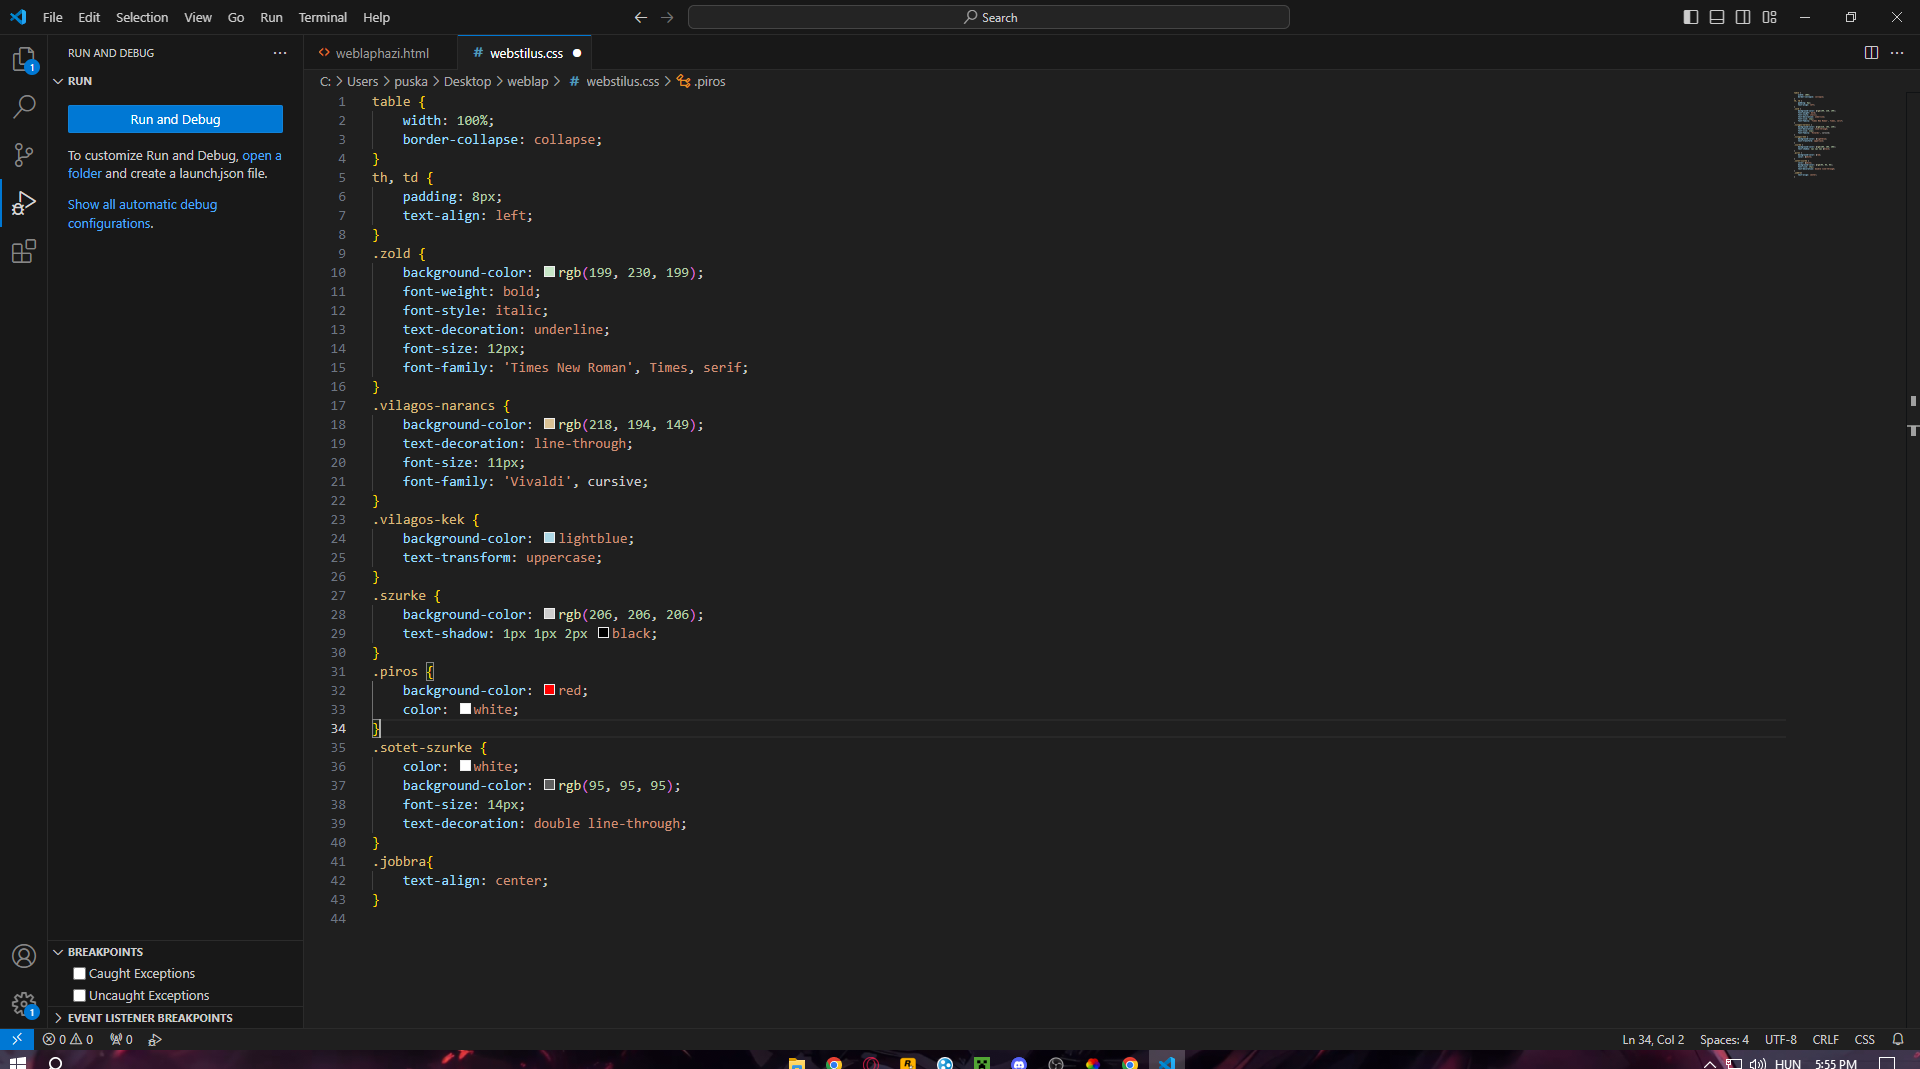 File Edit Selection View Go Run Terminal Help
Search
RUN AND DEBUG
weblaphazi.html
# webstilus.css
RUN
C: > Users > puska > Desktop > weblap > # webstilus.css > .piros
Run and Debug
To customize Run and Debug, open a
folder and create a launch.json file.
Show all automatic debug
configurations.
1 table {
2 width: 100%;
3 border-collapse: collapse;
4 }
5 th, td {
6 padding: 8px;
7 text-align: left;
8 }
9 .zold {
10 background-color: rgb(199, 230, 199);
11 font-weight: bold;
12 font-style: italic;
13 text-decoration: underline;
14 font-size: 12px;
15 font-family: 'Times New Roman', Times, serif;
16 }
17 .vilagos-narancs {
18 background-color: rgb(218, 194, 149);
19 text-decoration: line-through;
20 font-size: 11px;
21 font-family: 'Vivaldi', cursive;
22 }
23 .vilagos-kek {
24 background-color: lightblue;
25 text-transform: uppercase;
26 }
27 .szurke {
28 background-color: rgb(206, 206, 206);
29 text-shadow: 1px 1px 2px black;
30 }
31 .piros {
32 background-color: red;
33 color: white;
34 }
35 .sotet-szurke {
36 color: white;
37 background-color: rgb(95, 95, 95);
38 font-size: 14px;
39 text-decoration: double line-through;
40 }
41 .jobbra{
42 text-align: center;
43 }
44
BREAKPOINTS
Caught Exceptions
Uncaught Exceptions
EVENT LISTENER BREAKPOINTS
1
1
0 0 0
Ln 34, Col 2 Spaces: 4 UTF-8 CRLF CSS
HUN 5:55 PM